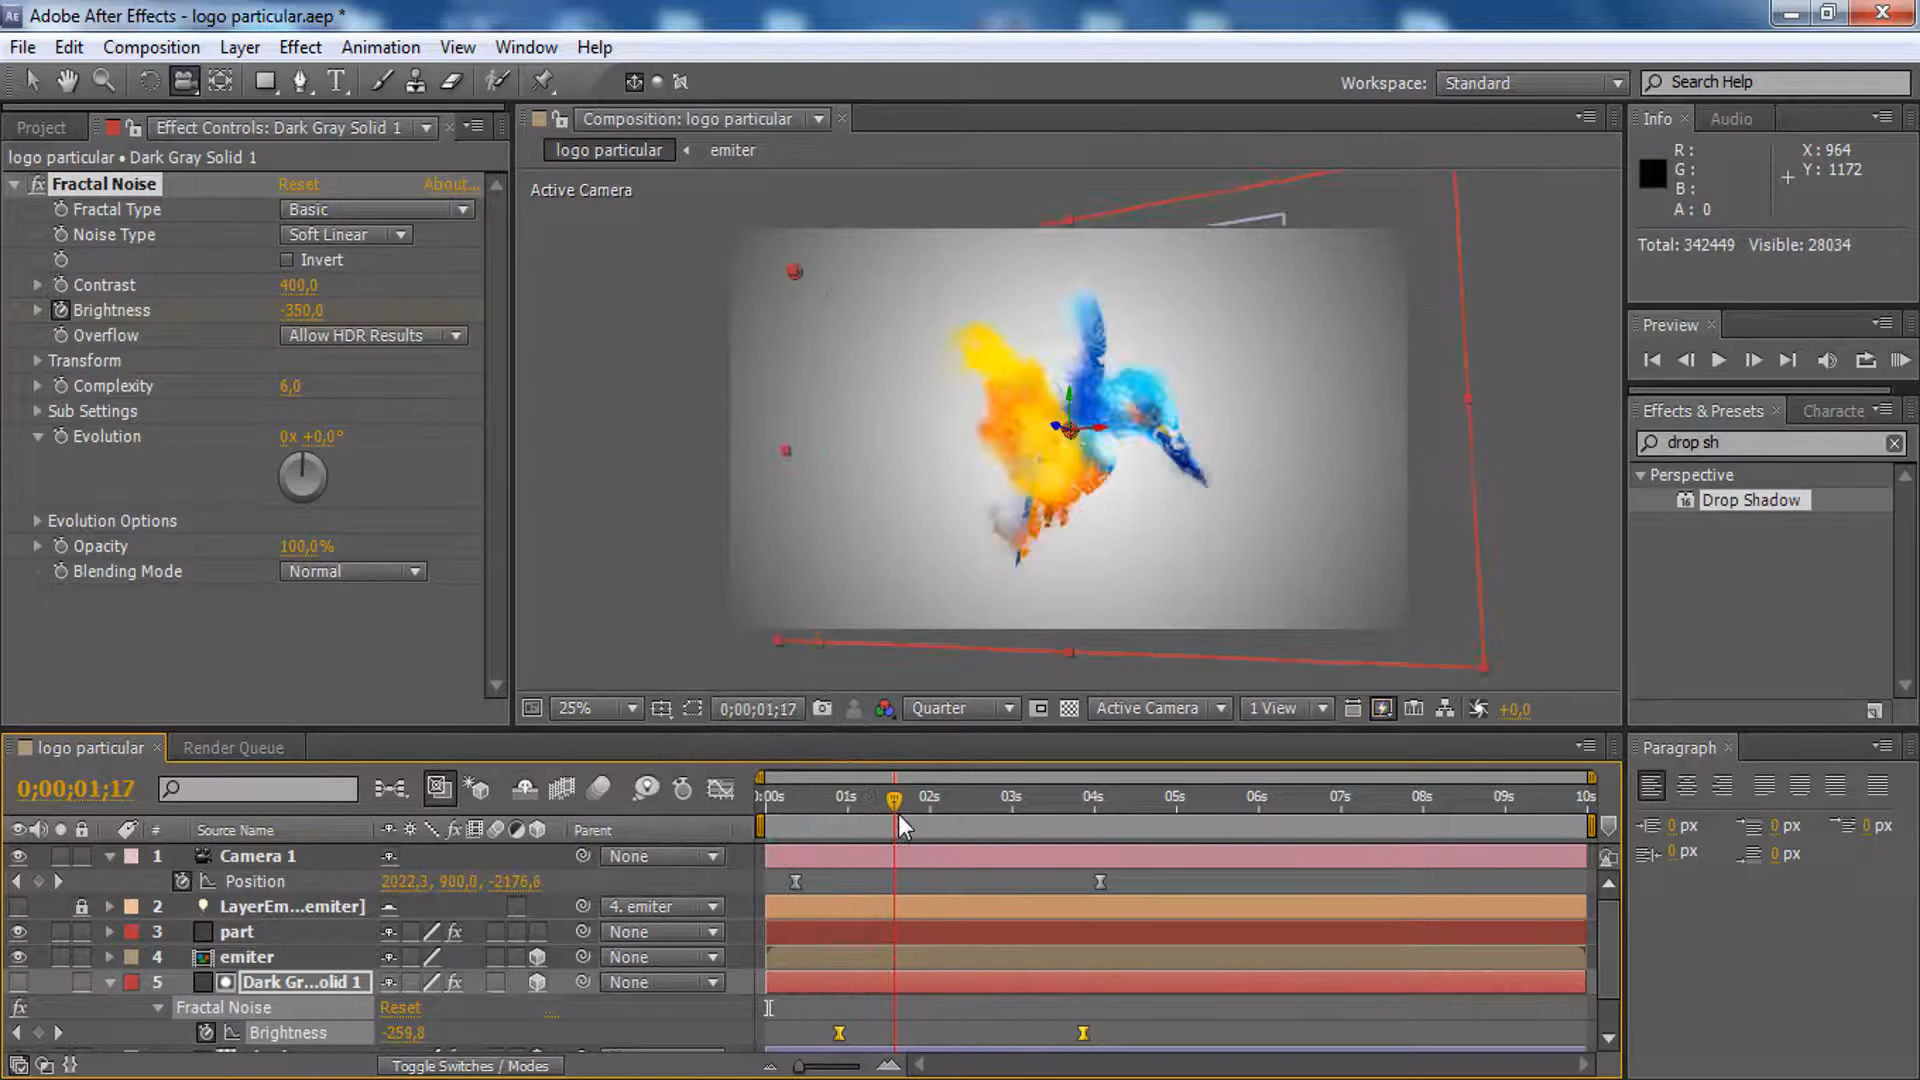 Adobe After Effects - logo particular.aep *
File Edit Composition Layer Effect Animation View Window Help
Workspace: Standard Search Help
Project Effect Controls: Dark Gray Solid 1
logo particular • Dark Gray Solid 1
Fractal Noise Reset About...
Fractal Type Basic
Noise Type Soft Linear
Invert
Contrast 400,0
Brightness -350,0
Overflow Allow HDR Results
Transform
Complexity 6,0
Sub Settings
Evolution 0x +0,0°
Evolution Options
Opacity 100,0%
Blending Mode Normal
Composition: logo particular
logo particular emiter
Active Camera
25% 0;00;01;17 Quarter Active Camera 1 View +0,0
Info Audio
R: X: 964
G: Y: 1172
B:
A: 0
Total: 342449 Visible: 28034
Preview
Effects & Presets Characte
drop sh
Perspective
16 Drop Shadow
logo particular Render Queue
0;00;01;17
0:00s 01s 02s 03s 04s 05s 06s 07s 08s 09s 10s
# Source Name fx Parent
1 Camera 1 None
Position 2022,3, 900,0, -2176,6
2 LayerEm...emiter] 4. emiter
3 part fx None
4 emiter None
5 Dark Gr...olid 1 fx None
fx Fractal Noise Reset ...
Brightness -259,8
Toggle Switches / Modes
Paragraph
0 px 0 px 0 px
0 px 0 px